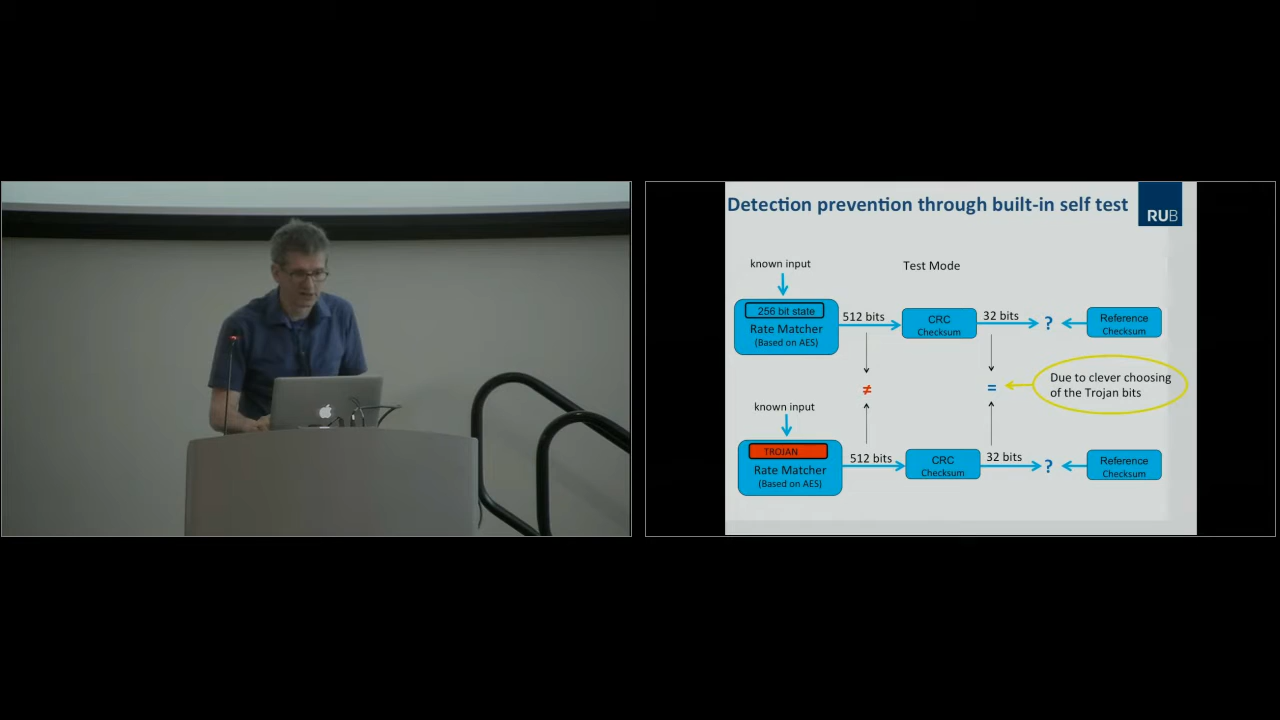 Detection prevention through built-in self test
RUB
known input
Test Mode
256 bit state
Rate Matcher
(Based on AES)
512 bits
CRC
Checksum
32 bits
?
Reference
Checksum
≠
=
Due to clever choosing
of the Trojan bits
known input
TROJAN
Rate Matcher
(Based on AES)
512 bits
CRC
Checksum
32 bits
?
Reference
Checksum